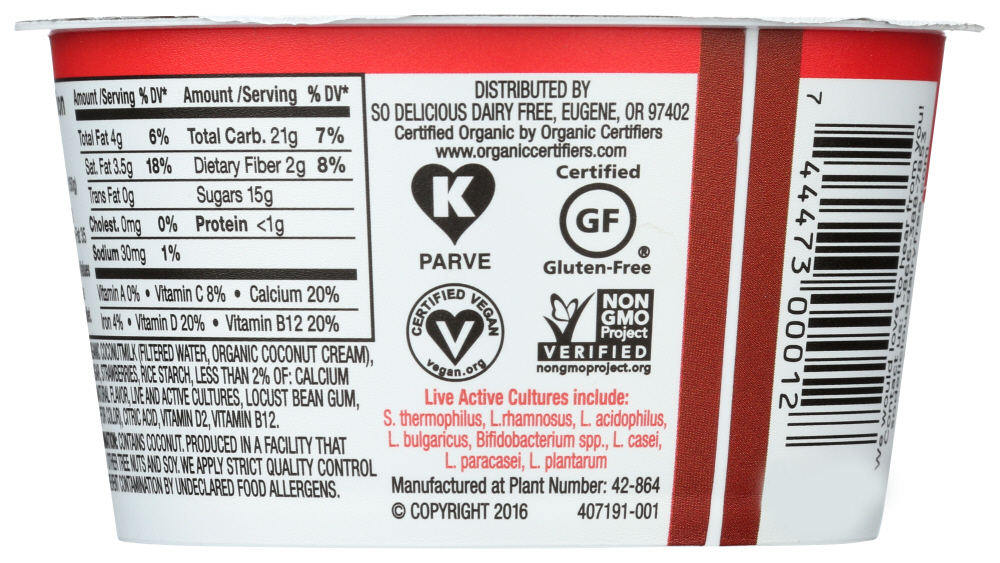 Amount /Serving % DV* Amount /Serving % DV*
Total Fat 4g 6% Total Carb. 21g 7%
Sat. Fat 3.5g 18% Dietary Fiber 2g 8%
Trans Fat 0g Sugars 15g
Cholest. 0mg 0% Protein <1g
Sodium 30mg 1%
Vitamin A 0% • Vitamin C 8% • Calcium 20%
Iron 4% • Vitamin D 20% • Vitamin B12 20%
COCONUTMILK (FILTERED WATER, ORGANIC COCONUT CREAM),
STRAWBERRIES, RICE STARCH, LESS THAN 2% OF: CALCIUM
FLAVOR, LIVE AND ACTIVE CULTURES, LOCUST BEAN GUM,
CITRIC ACID, VITAMIN D2, VITAMIN B12.
CONTAINS COCONUT. PRODUCED IN A FACILITY THAT
TREE NUTS AND SOY. WE APPLY STRICT QUALITY CONTROL
CONTAMINATION BY UNDECLARED FOOD ALLERGENS.
DISTRIBUTED BY
SO DELICIOUS DAIRY FREE, EUGENE, OR 97402
Certified Organic by Organic Certifiers
www.organiccertifiers.com
K
PARVE
Certified
GF
®
Gluten-Free
CERTIFIED VEGAN
V
vegan.org
NON
GMO
Project
VERIFIED
nongmoproject.org
Live Active Cultures include:
S. thermophilus, L.rhamnosus, L. acidophilus,
L. bulgaricus, Bifidobacterium spp., L. casei,
L. paracasei, L. plantarum
Manufactured at Plant Number: 42-864
© COPYRIGHT 2016 407191-001
7 44473 00012